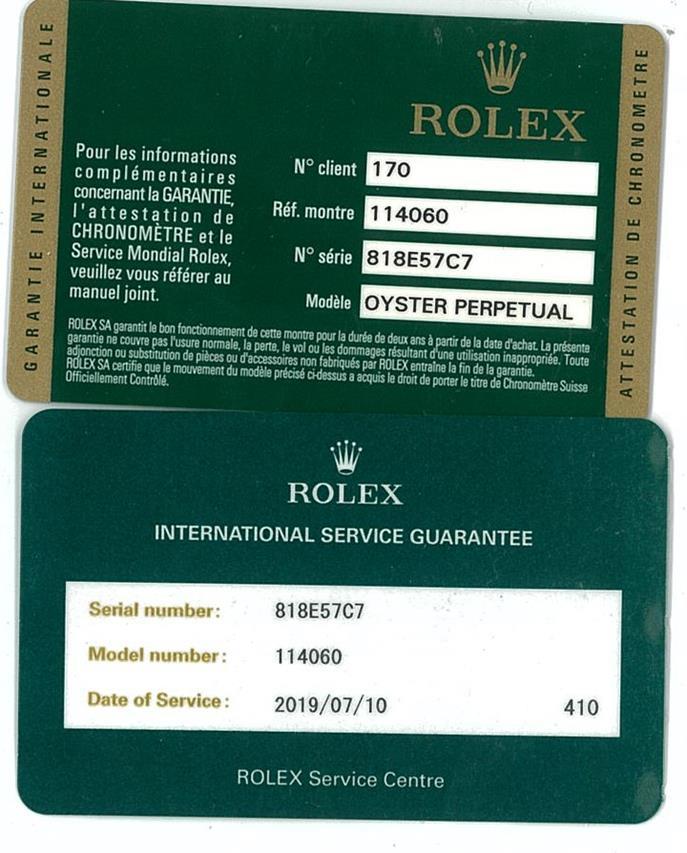 GARANTIE INTERNATIONALE
ROLEX
Pour les informations
complémentaires
concernant la GARANTIE,
l'attestation de
CHRONOMÈTRE et le
Service Mondial Rolex,
veuillez vous référer au
manuel joint.
N° client 170
Réf. montre 114060
N° série 818E57C7
Modèle OYSTER PERPETUAL
ROLEX SA garantit le bon fonctionnement de cette montre pour la durée de deux ans à partir de la date d'achat. La présente
garantie ne couvre pas l'usure normale, la perte, le vol ou les dommages résultant d'une utilisation inappropriée. Toute
adjonction ou substitution de pièces ou d'accessoires non fabriqués par ROLEX entraîne la fin de la garantie.
ROLEX SA certifie que le mouvement du modèle précisé ci-dessus a acquis le droit de porter le titre de Chronomètre Suisse
Officiellement Contrôlé.
ATTESTATION DE CHRONOMETRE
ROLEX
INTERNATIONAL SERVICE GUARANTEE
Serial number: 818E57C7
Model number: 114060
Date of Service: 2019/07/10 410
ROLEX Service Centre